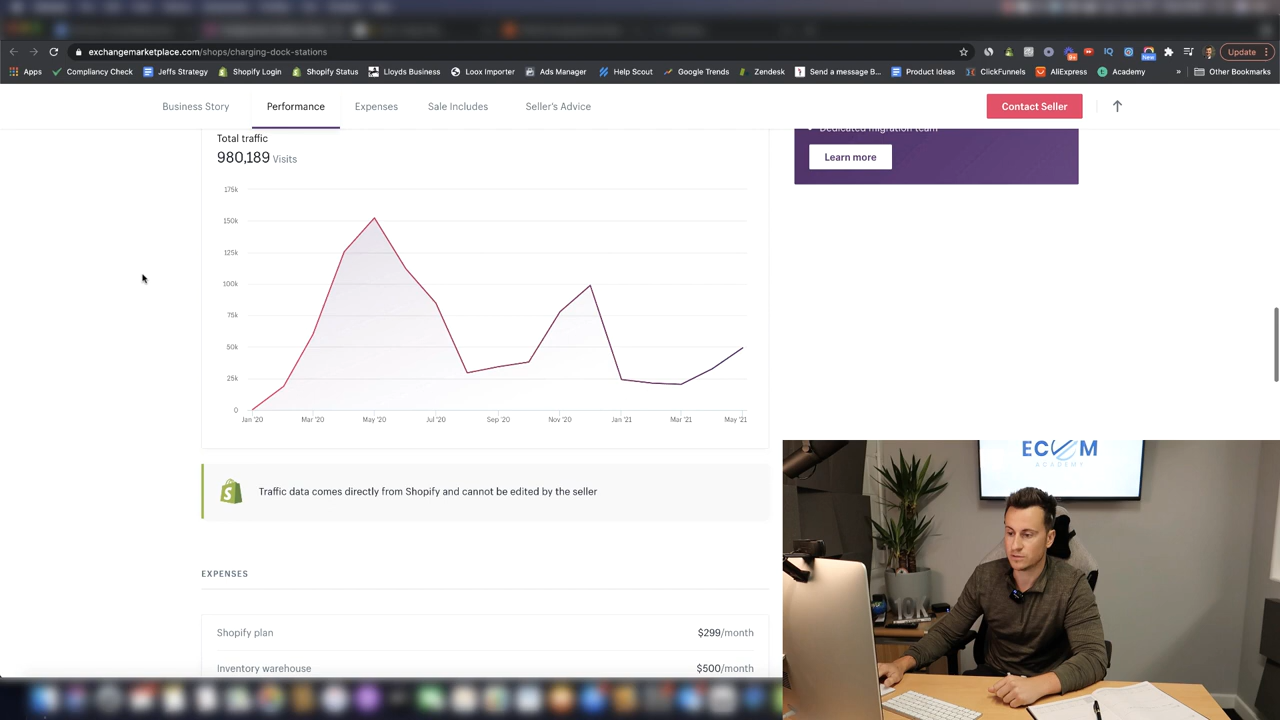 exchangemarketplace.com/shops/charging-dock-stations
Update
Apps
Compliancy Check
Jeffs Strategy
Shopify Login
Shopify Status
Lloyds Business
Loox Importer
Ads Manager
Help Scout
Google Trends
Zendesk
Send a message B...
Product Ideas
ClickFunnels
AliExpress
Academy
»
Other Bookmarks
Business Story
Performance
Expenses
Sale Includes
Seller's Advice
Contact Seller
Dedicated migration team
Learn more
Total traffic
980,189 Visits
175k
150k
125k
100k
75k
50k
25k
0
Jan '20
Mar '20
May '20
Jul '20
Sep '20
Nov '20
Jan '21
Mar '21
May '21
Traffic data comes directly from Shopify and cannot be edited by the seller
EXPENSES
Shopify plan
$299/month
Inventory warehouse
$500/month
ECOM
ACADEMY
10K